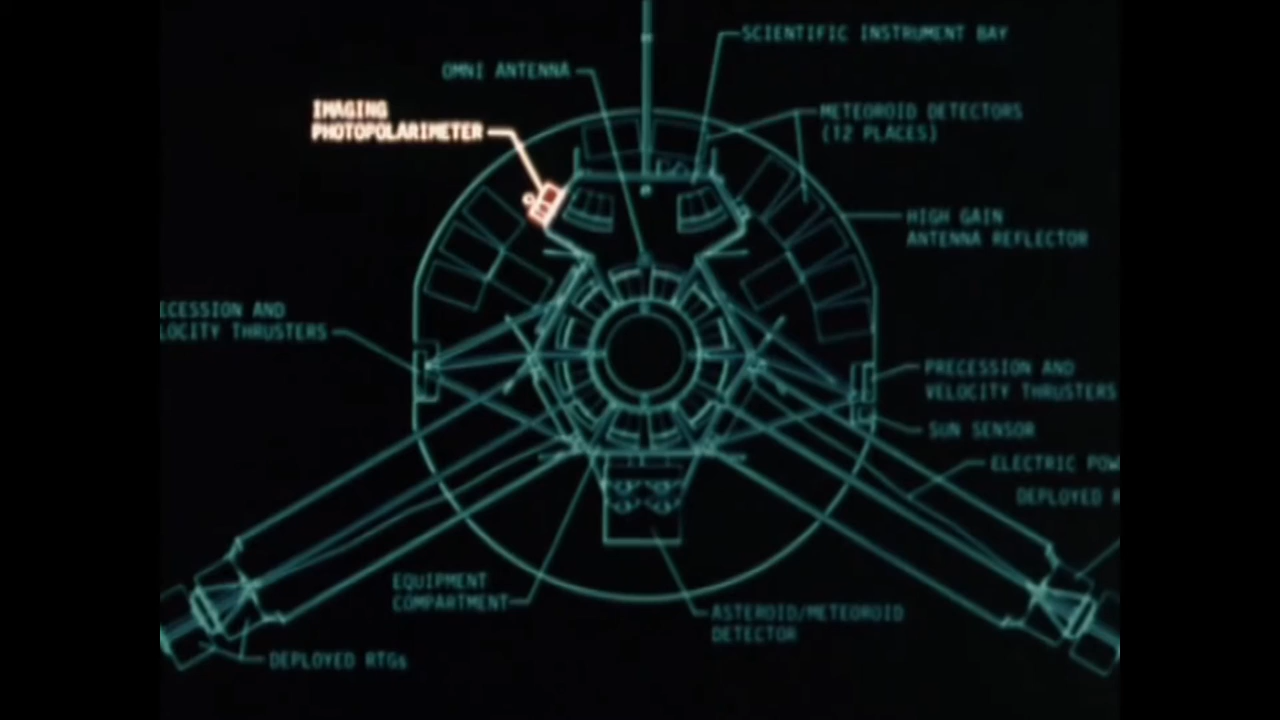 SCIENTIFIC INSTRUMENT BAY
OMNI ANTENNA
IMAGING
PHOTOPOLARIMETER
METEOROID DETECTORS
(12 PLACES)
HIGH GAIN
ANTENNA REFLECTOR
ECESSION AND
LOCITY THRUSTERS
PRECESSION AND
VELOCITY THRUSTERS
SUN SENSOR
ELECTRIC POW
DEPLOYED R
EQUIPMENT
COMPARTMENT
ASTEROID/METEOROID
DETECTOR
DEPLOYED RTGs